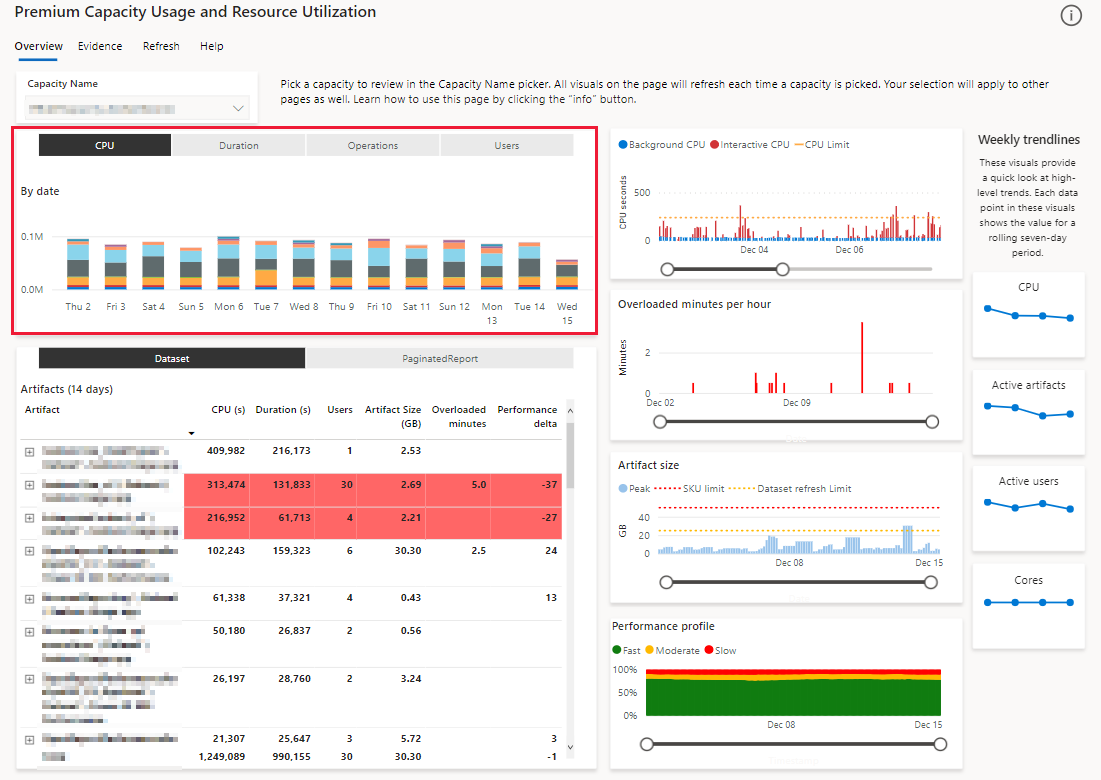 Premium Capacity Usage and Resource Utilization
Overview Evidence Refresh Help
Capacity Name
Pick a capacity to review in the Capacity Name picker. All visuals on the page will refresh each time a capacity is picked. Your selection will apply to other
pages as well. Learn how to use this page by clicking the "info" button.
CPU Duration Operations Users
By date
0.1M
0.0M
Thu 2 Fri 3 Sat 4 Sun 5 Mon 6 Tue 7 Wed 8 Thu 9 Fri 10 Sat 11 Sun 12 Mon 13 Tue 14 Wed 15
Dataset PaginatedReport
Artifacts (14 days)
Artifact CPU (s) Duration (s) Users Artifact Size (GB) Overloaded minutes Performance delta
409,982 216,173 1 2.53
313,474 131,833 30 2.69 5.0 -37
216,952 61,713 4 2.21 -27
102,243 159,323 6 30.30 2.5 24
61,338 37,321 4 0.43 13
50,180 26,837 2 0.56
26,197 28,760 2 3.24
21,307 25,647 3 5.72 3
1,249,089 990,155 30 30.30 -1
Background CPU Interactive CPU CPU Limit
CPU seconds
500
0
Dec 04 Dec 06
Overloaded minutes per hour
Minutes
2
0
Dec 02 Dec 09
Artifact size
Peak SKU limit Dataset refresh Limit
GB
40
20
0
Dec 08 Dec 15
Performance profile
Fast Moderate Slow
100%
50%
0%
Dec 08 Dec 15
Weekly trendlines
These visuals provide
a quick look at high-
level trends. Each data
point in these visuals
shows the value for a
rolling seven-day
period.
CPU
Active artifacts
Active users
Cores